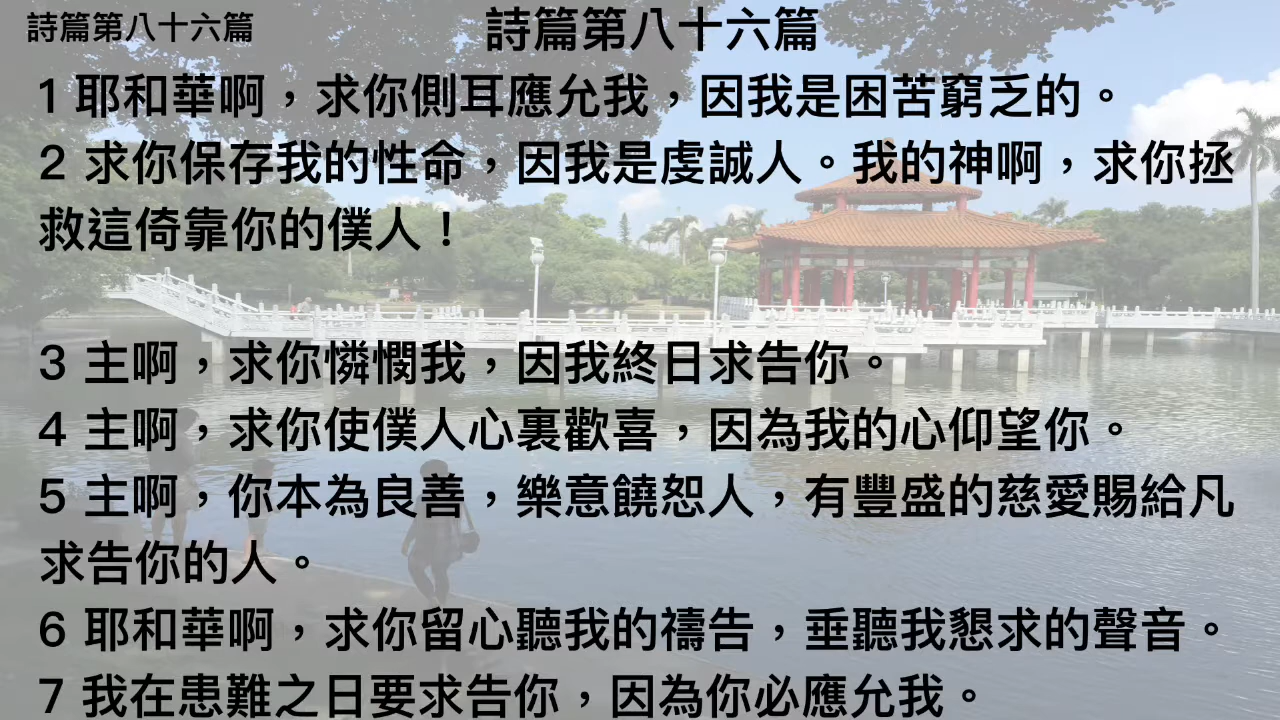 詩篇第八十六篇
詩篇第八十六篇
1 耶和華啊，求你側耳應允我，因我是困苦窮乏的。
2 求你保存我的性命，因我是虔誠人。我的神啊，求你拯
救這倚靠你的僕人！
3 主啊，求你憐憫我，因我終日求告你。
4 主啊，求你使僕人心裏歡喜，因為我的心仰望你。
5 主啊，你本為良善，樂意饒恕人，有豐盛的慈愛賜給凡
求告你的人。
6 耶和華啊，求你留心聽我的禱告，垂聽我懇求的聲音。
7 我在患難之日要求告你，因為你必應允我。